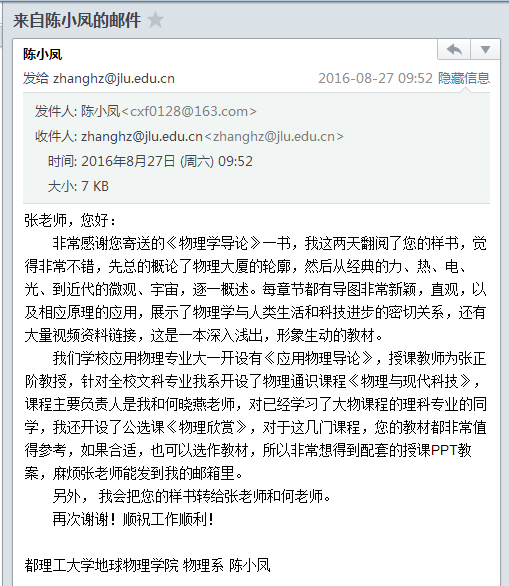 来自陈小凤的邮件
陈小凤
发给 zhanghz@jlu.edu.cn 2016-08-27 09:52 隐藏信息
发件人: 陈小凤<cxf0128@163.com>
收件人: zhanghz@jlu.edu.cn<zhanghz@jlu.edu.cn>
时间: 2016年8月27日 (周六) 09:52
大小: 7 KB
张老师，您好：
非常感谢您寄送的《物理学导论》一书，我这两天翻阅了您的样书，觉
得非常不错，先总的概论了物理大厦的轮廓，然后从经典的力、热、电、
光、到近代的微观、宇宙，逐一概述。每章节都有导图非常新颖，直观，以
及相应原理的应用，展示了物理学与人类生活和科技进步的密切关系，还有
大量视频资料链接，这是一本深入浅出，形象生动的教材。
我们学校应用物理专业大一开设有《应用物理导论》，授课教师为张正
阶教授，针对全校文科专业我系开设了物理通识课程《物理与现代科技》，
课程主要负责人是我和何晓燕老师，对已经学习了大物课程的理科专业的同
学，我还开设了公选课《物理欣赏》，对于这几门课程，您的教材都非常值
得参考，如果合适，也可以选作教材，所以非常想得到配套的授课PPT教
案，麻烦张老师能发到我的邮箱里。
另外， 我会把您的样书转给张老师和何老师。
再次谢谢！顺祝工作顺利！
都理工大学地球物理学院 物理系 陈小凤